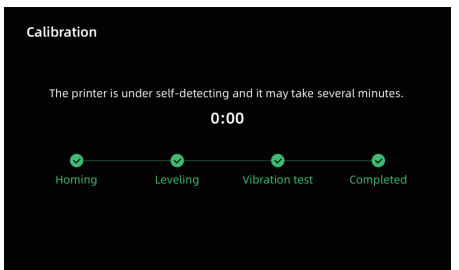 Calibration
The printer is under self-detecting and it may take several minutes.
0:00
Homing Leveling Vibration test Completed